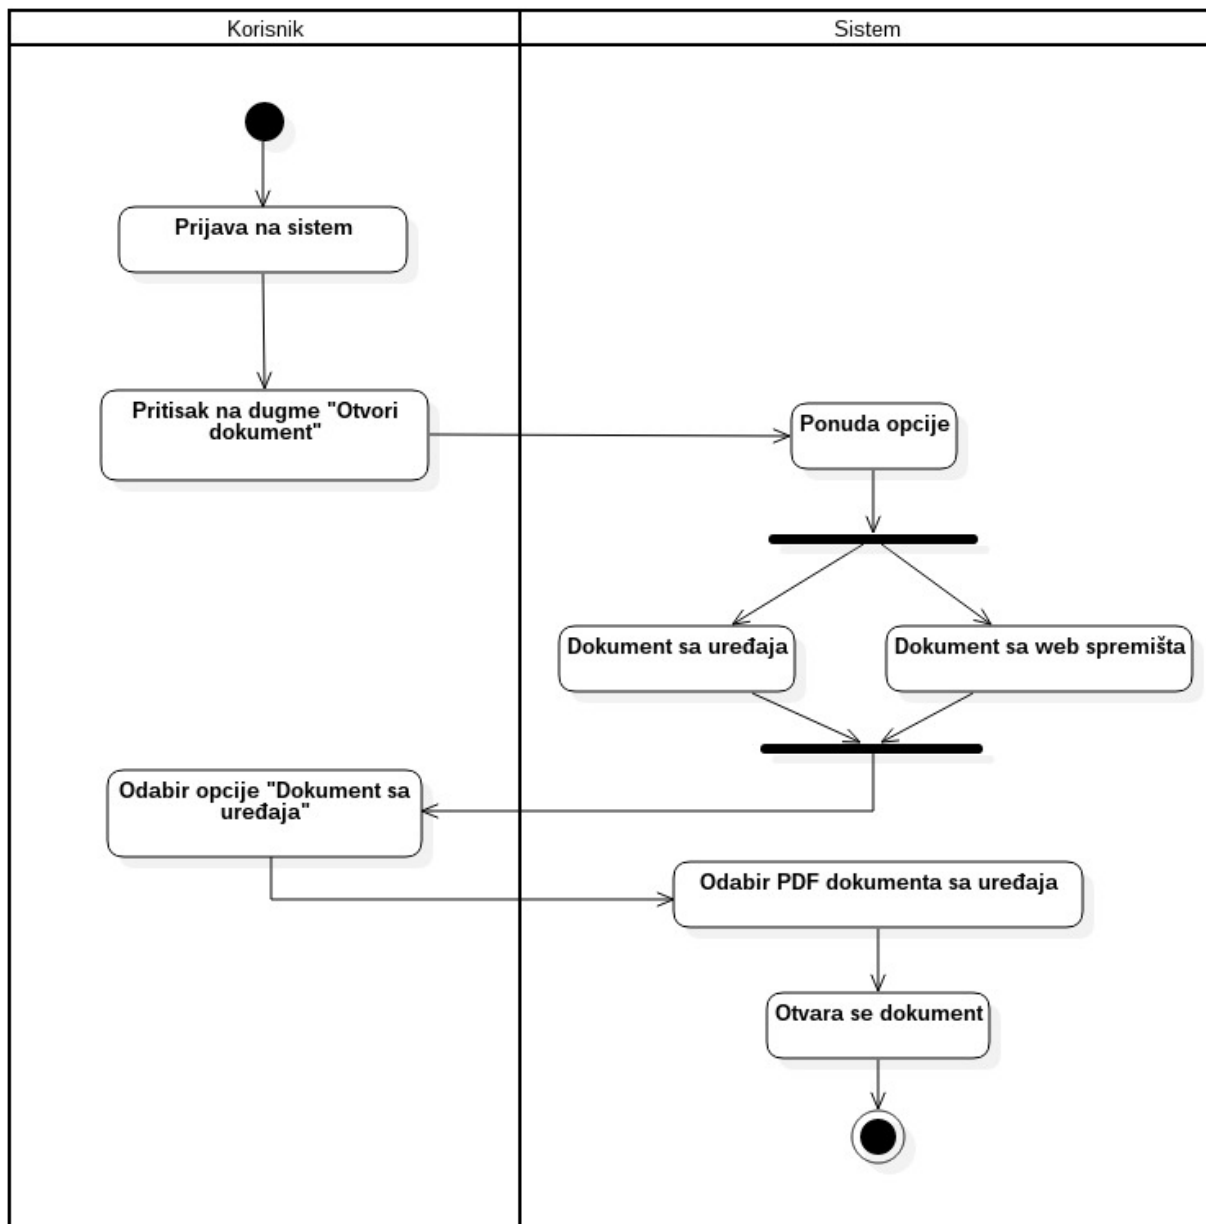 Korisnik
Sistem
Prijava na sistem
Pritisak na dugme "Otvori
dokument"
Ponuda opcije
Dokument sa uređaja
Dokument sa web spremišta
Odabir opcije "Dokument sa
uređaja"
Odabir PDF dokumenta sa uređaja
Otvara se dokument